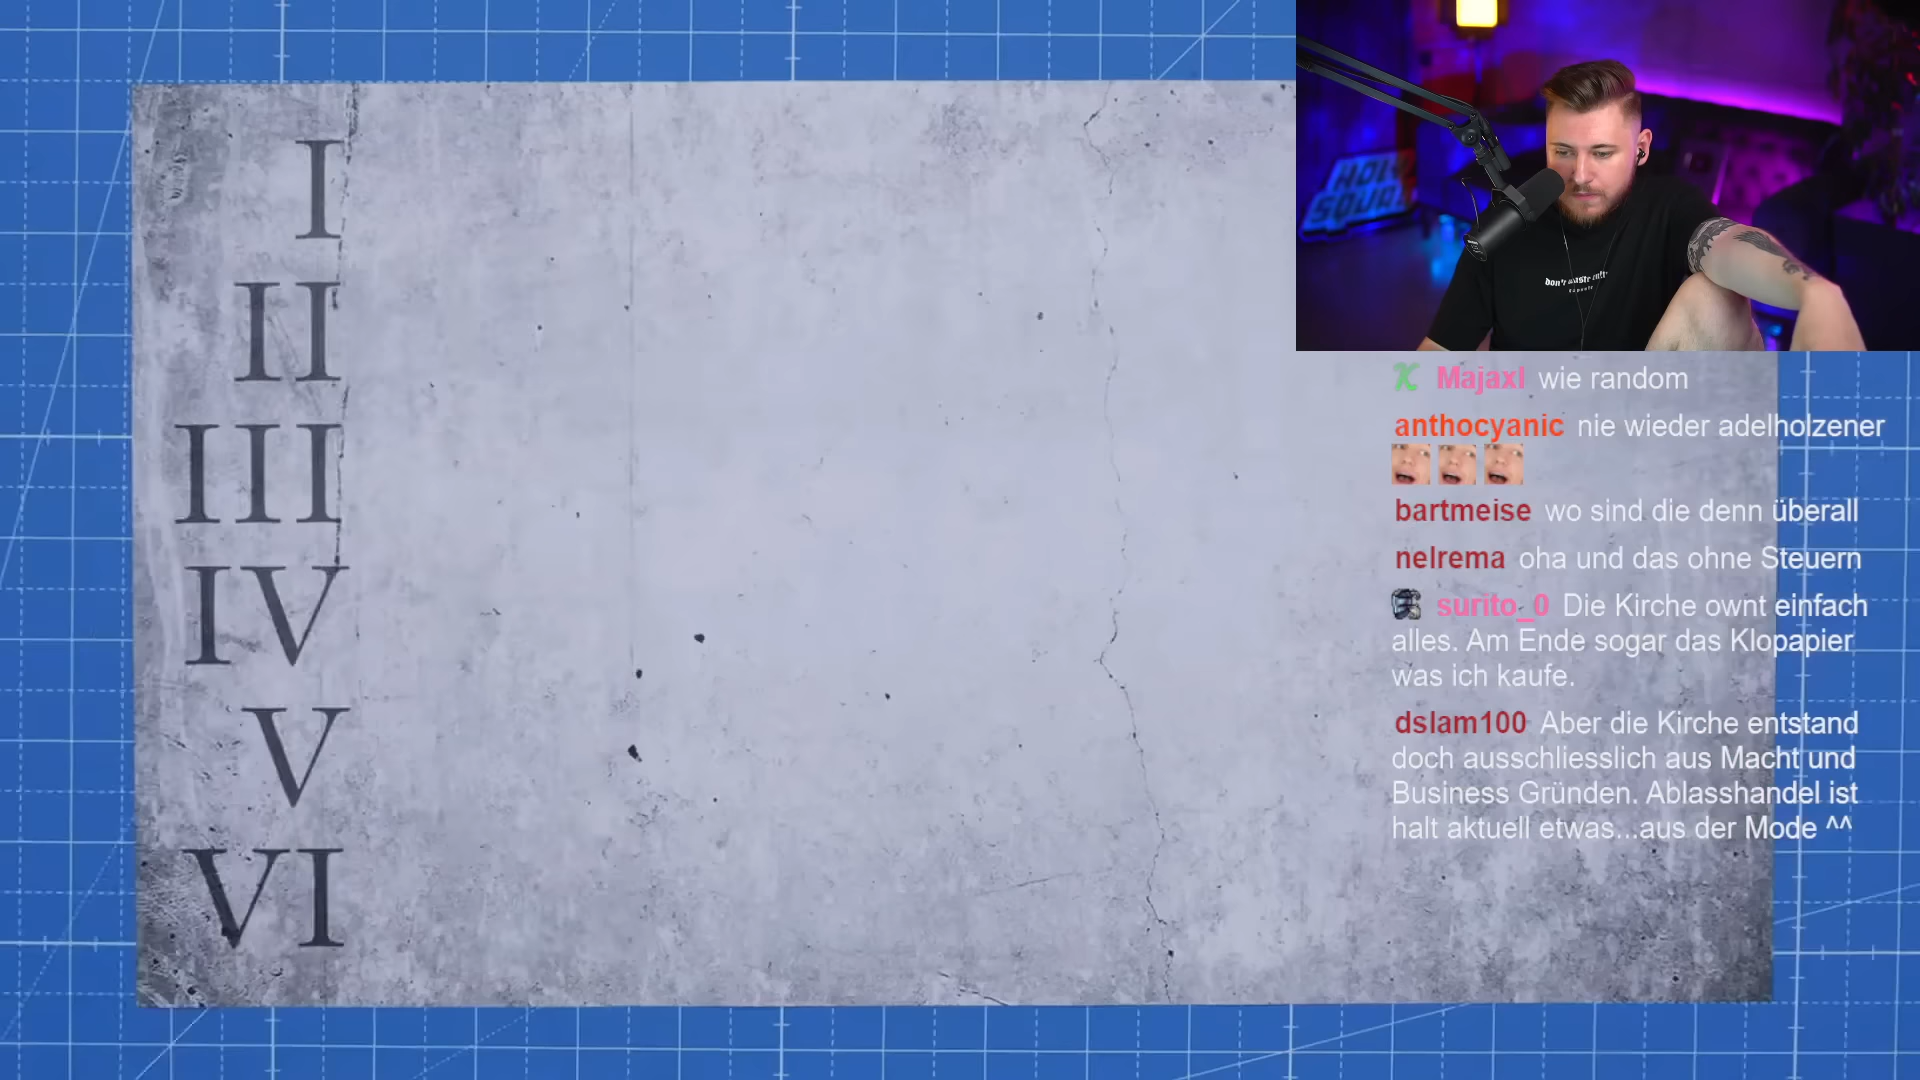 I
II
III
IV
V
VI
HOLY
SQUAD
Majaxl wie random
anthocyanic nie wieder adelholzener
bartmeise wo sind die denn überall
nelrema oha und das ohne Steuern
surito_0 Die Kirche ownt einfach
alles. Am Ende sogar das Klopapier
was ich kaufe.
dslam100 Aber die Kirche entstand
doch ausschliesslich aus Macht und
Business Gründen. Ablasshandel ist
halt aktuell etwas...aus der Mode ^^